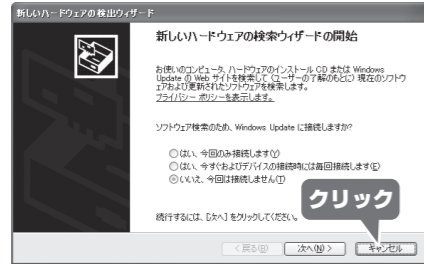 新しいハードウェアの検出ウィザード
新しいハードウェアの検索ウィザードの開始
お使いのコンピュータ、ハードウェアのインストール CD または Windows
Update の Web サイトを検索して (ユーザーの了解のもとに) 現在のソフトウ
ェアおよび更新されたソフトウェアを検索します。
プライバシー ポリシーを表示します。
ソフトウェア検索のため、Windows Update に接続しますか?
はい、今回のみ接続します(Y)
はい、今すぐおよびデバイスの接続時には毎回接続します(E)
いいえ、今回は接続しません(T)
クリック
続行するには、[次へ] をクリックしてください。
< 戻る(B)
次へ(N) >
キャンセル